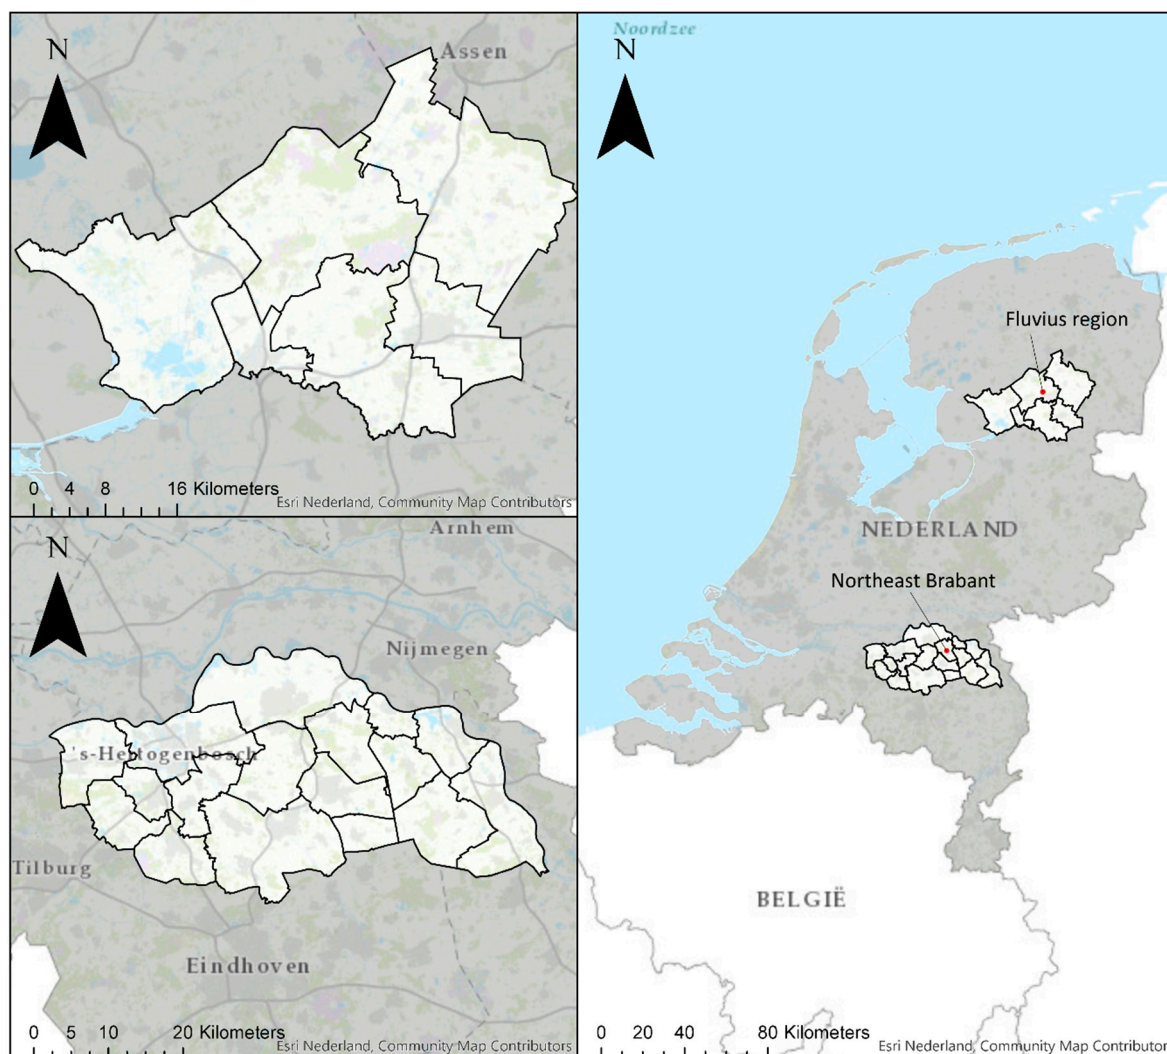 N
Assen
0 4 8 16 Kilometers
Esri Nederland, Community Map Contributors
N
Arnhem
Nijmegen
's-Hertogenbosch
Tilburg
Eindhoven
0 5 10 20 Kilometers
Esri Nederland, Community Map Contributors
Noordzee
N
Fluvius region
NEDERLAND
Northeast Brabant
BELGIË
0 20 40 80 Kilometers
Esri Nederland, Community Map Contributors